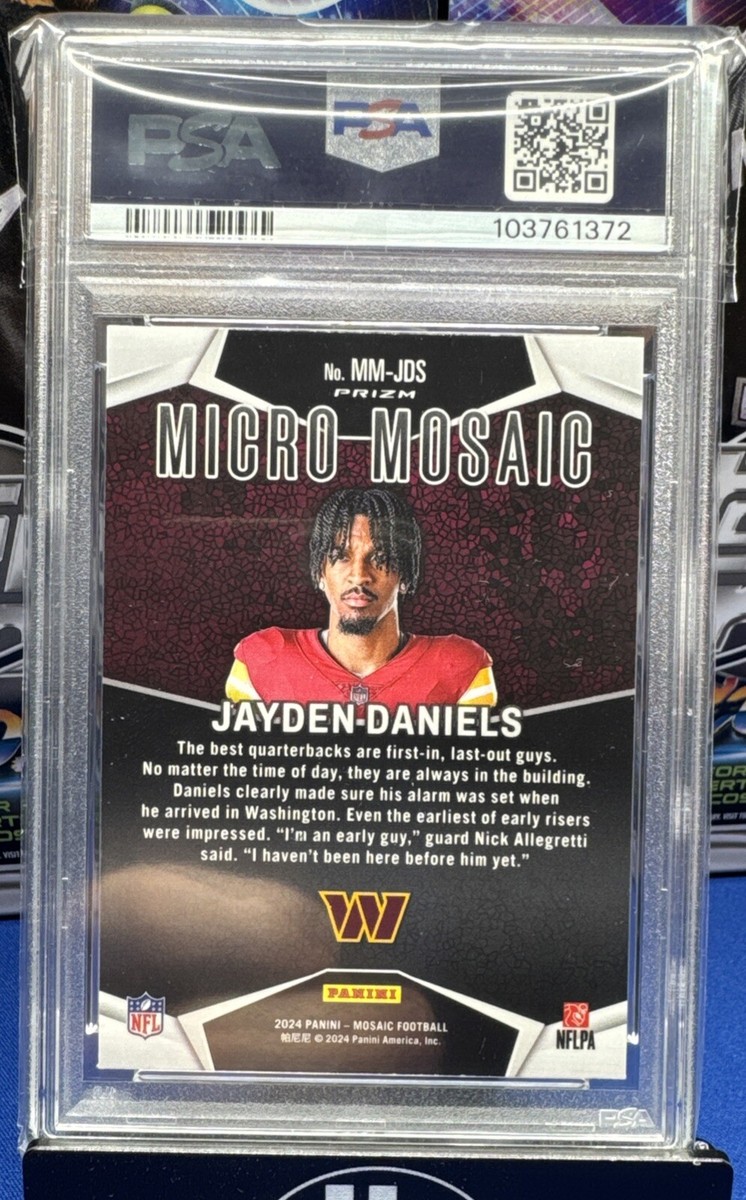 PSA
PSA
103761372
No. MM-JDS
PRIZM
MICRO MOSAIC
JAYDEN DANIELS
The best quarterbacks are first-in, last-out guys.
No matter the time of day, they are always in the building.
Daniels clearly made sure his alarm was set when
he arrived in Washington. Even the earliest of early risers
were impressed. “I’m an early guy,” guard Nick Allegretti
said. “I haven’t been here before him yet.”
W
PANINI
NFL
2024 PANINI – MOSAIC FOOTBALL
帕尼尼 © 2024 Panini America, Inc.
NFLPA
PSA